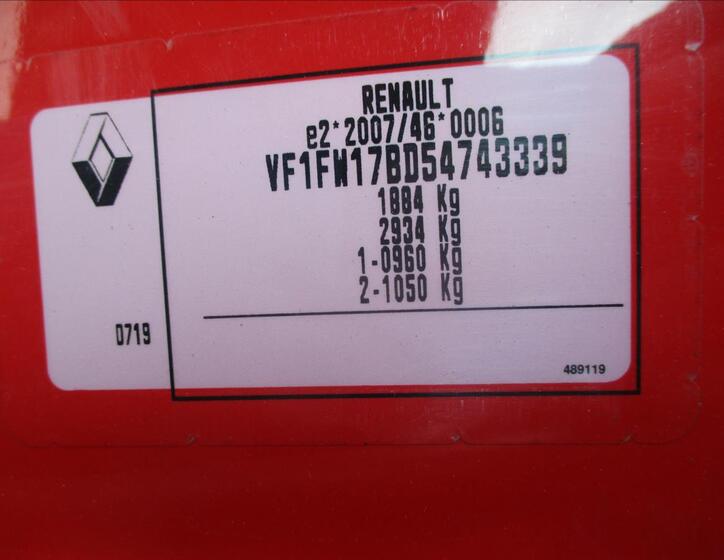 RENAULT
e2*2007/46*0006
VF1FW17BD54743339
1884 Kg
2934 Kg
1-0960 Kg
2-1050 Kg
0719
489119